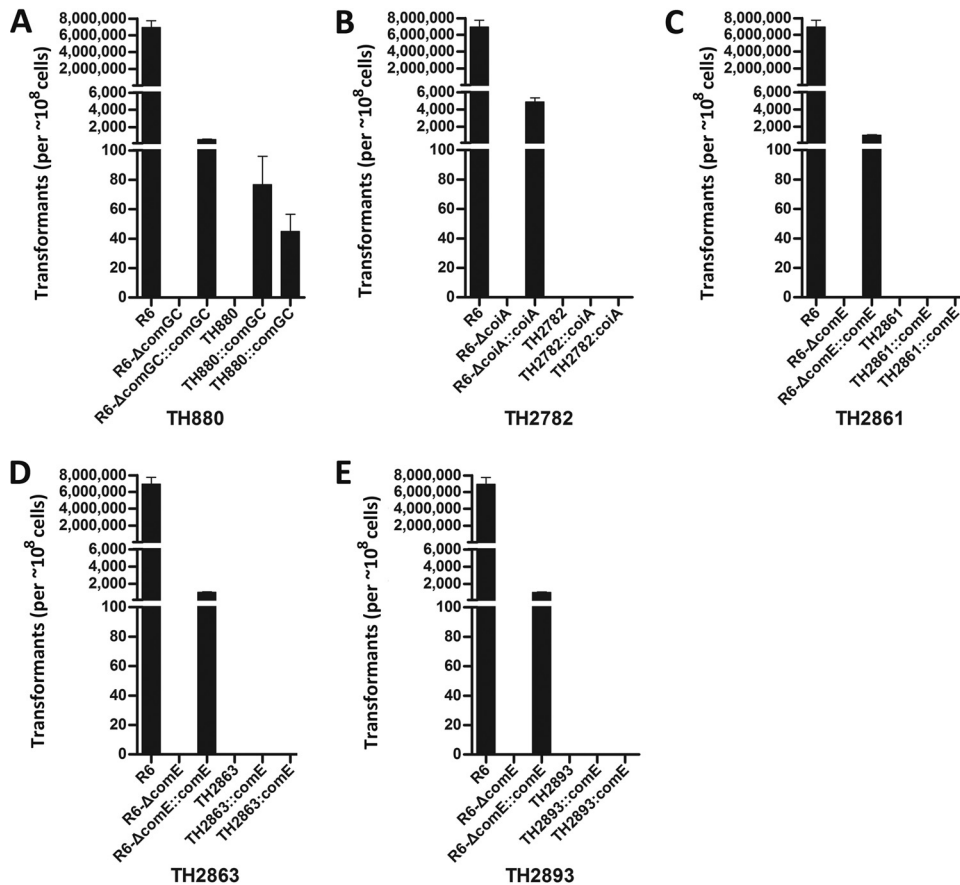 A
Transformants (per ~10⁸ cells)
8,000,000
6,000,000
4,000,000
2,000,000
6,000
4,000
2,000
100
80
60
40
20
0
R6
R6-ΔcomGC
R6-ΔcomGC::comGC
TH880
TH880::comGC
TH880::comGC
TH880
B
Transformants (per ~10⁸ cells)
8,000,000
6,000,000
4,000,000
2,000,000
6,000
4,000
2,000
100
80
60
40
20
0
R6
R6-ΔcoiA
R6-ΔcoiA::coiA
TH2782
TH2782::coiA
TH2782:coiA
TH2782
C
Transformants (per ~10⁸ cells)
8,000,000
6,000,000
4,000,000
2,000,000
6,000
4,000
2,000
100
80
60
40
20
0
R6
R6-ΔcomE
R6-ΔcomE::comE
TH2861
TH2861::comE
TH2861::comE
TH2861
D
Transformants (per ~10⁸ cells)
8,000,000
6,000,000
4,000,000
2,000,000
6,000
4,000
2,000
100
80
60
40
20
0
R6
R6-ΔcomE
R6-ΔcomE::comE
TH2863
TH2863::comE
TH2863:comE
TH2863
E
Transformants (per ~10⁸ cells)
8,000,000
6,000,000
4,000,000
2,000,000
6,000
4,000
2,000
100
80
60
40
20
0
R6
R6-ΔcomE
R6-ΔcomE::comE
TH2893
TH2893::comE
TH2893:comE
TH2893